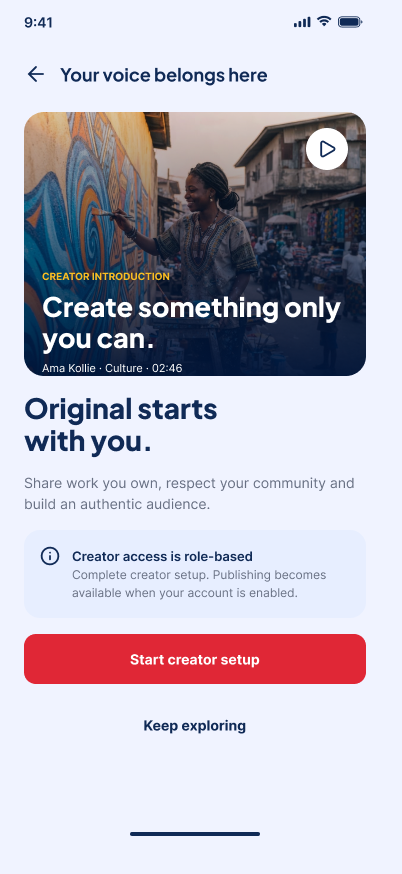 9:41
Your voice belongs here
CREATOR INTRODUCTION
Create something only
you can.
Ama Kollie · Culture · 02:46
Original starts
with you.
Share work you own, respect your community and
build an authentic audience.
Creator access is role-based
Complete creator setup. Publishing becomes
available when your account is enabled.
Start creator setup
Keep exploring